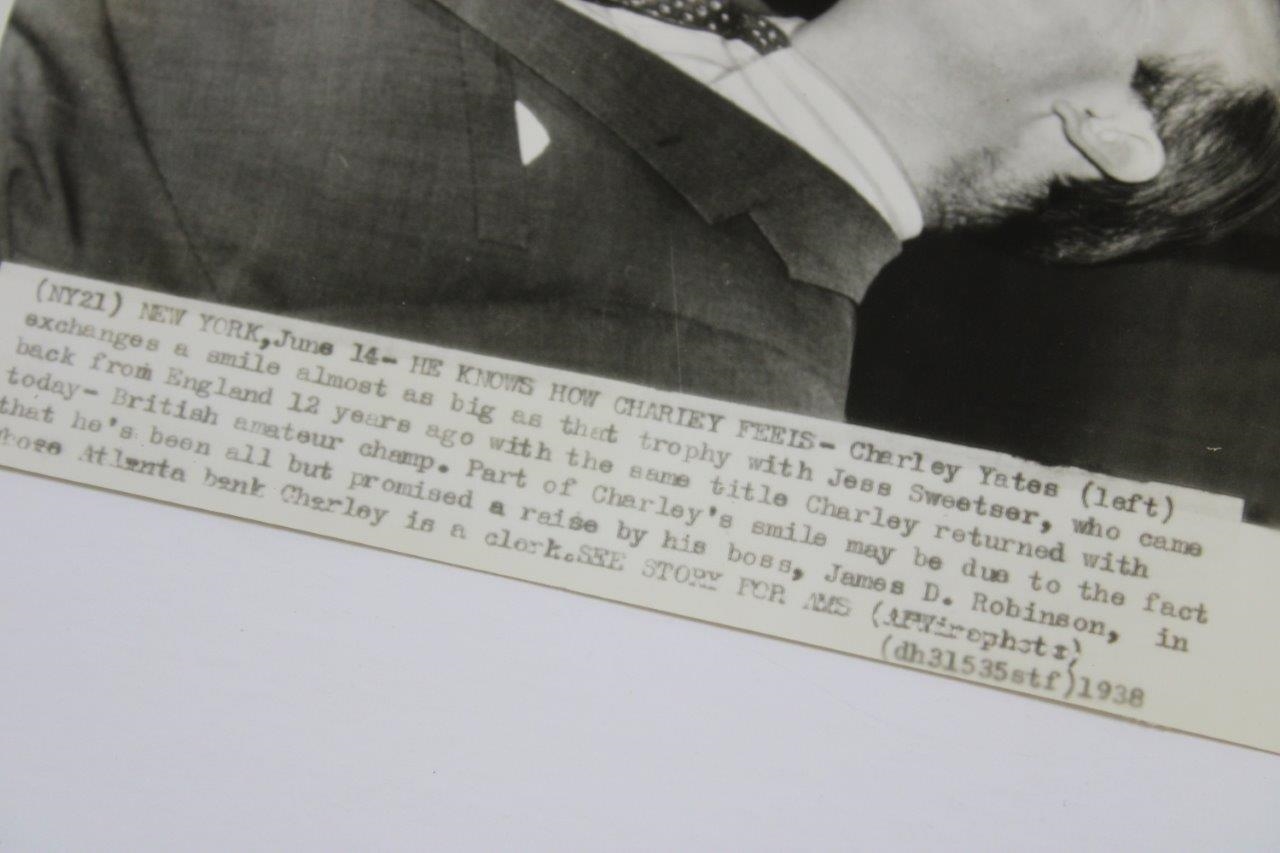 (NY21) NEW YORK,June 14- HE KNOWS HOW CHARLEY FEELS- Charley Yates (left)
exchanges a smile almost as big as that trophy with Jess Sweetser, who came
back from England 12 years ago with the same title Charley returned with
today- British amateur champ. Part of Charley's smile may be due to the fact
that he's been all but promised a raise by his boss, James D. Robinson, in
whose Atlanta bank Charley is a clerk.SEE STORY FOR AMS (APWirephoto)
(dh31535stf)1938